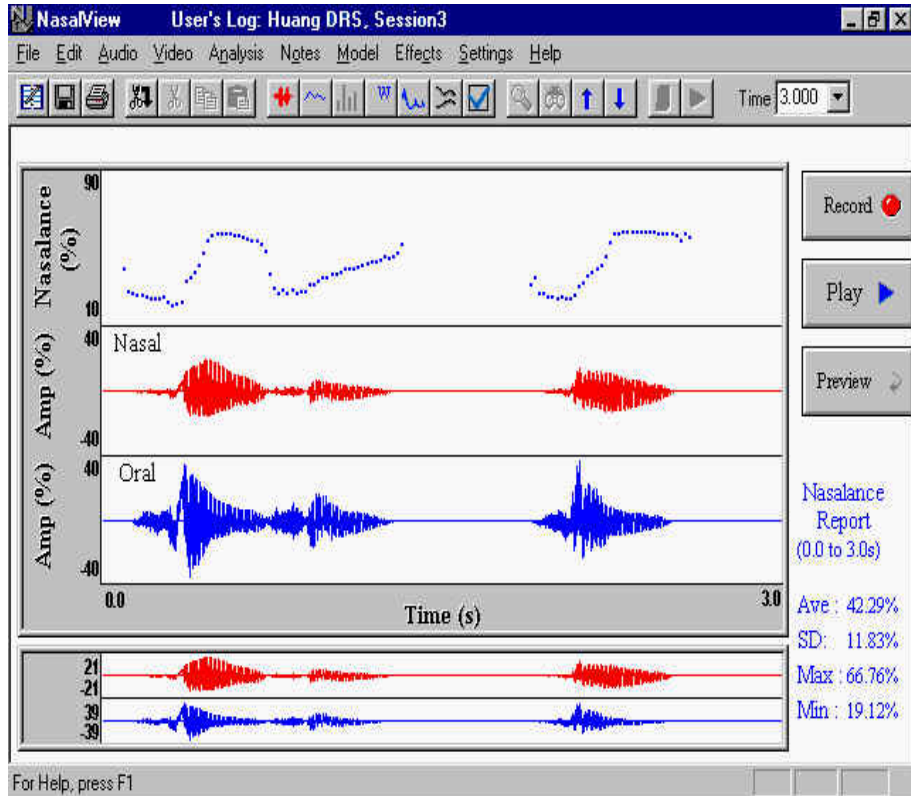 NasalView User's Log: Huang DRS, Session3
File Edit Audio Video Analysis Notes Model Effects Settings Help
W
Time 3.000
Nasalance
(%)
90
10
Record
Play
Preview
Amp (%)
40
-40
Nasal
Amp (%)
40
-40
Oral
0.0
Time (s)
3.0
Nasalance
Report
(0.0 to 3.0s)
Ave : 42.29%
SD: 11.83%
Max : 66.76%
Min : 19.12%
21
-21
39
-39
For Help, press F1